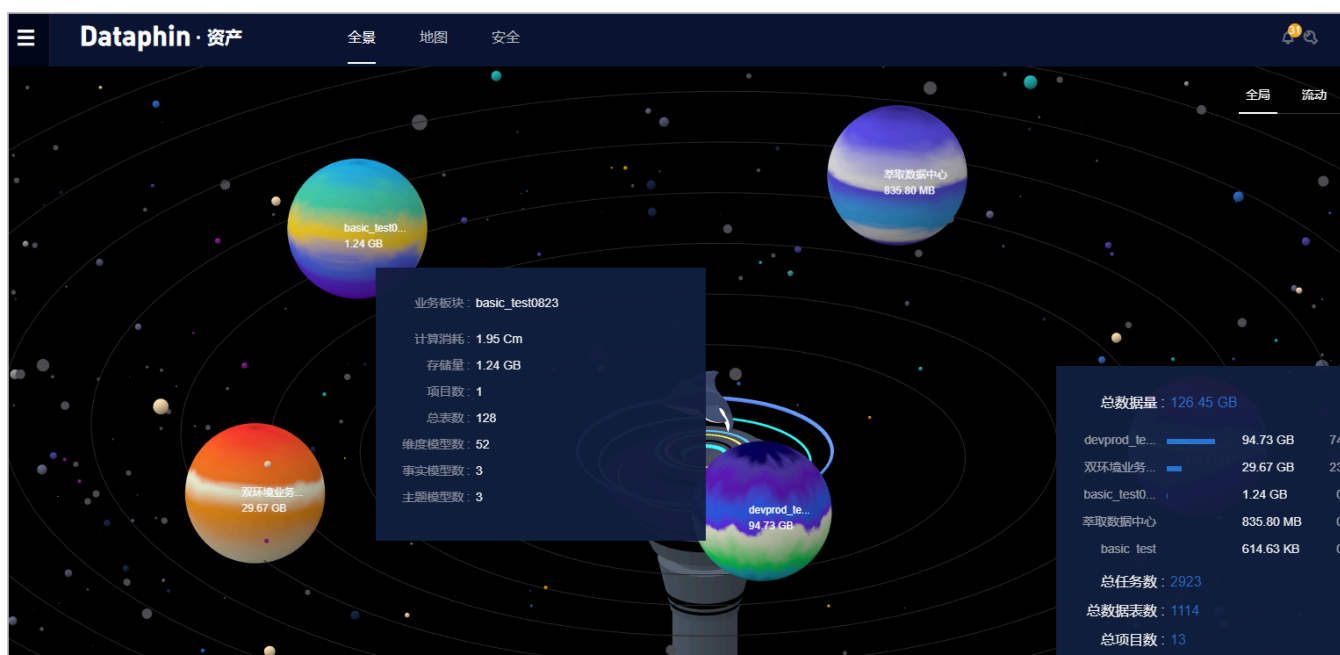 Dataphin · 资产
全景
地图
安全
31
全局
流动
萃取数据中心
835.80 MB
basic_test0...
1.24 GB
业务板块 : basic_test0823
计算消耗 : 1.95 Cm
存储量 : 1.24 GB
项目数 : 1
总表数 : 128
维度模型数 : 52
事实模型数 : 3
主题模型数 : 3
双环境业务...
29.67 GB
devprod_te...
94.73 GB
总数据量 : 126.45 GB
devprod_te... 94.73 GB 74
双环境业务... 29.67 GB 23
basic_test0... 1.24 GB 0
萃取数据中心 835.80 MB 0
basic_test 614.63 KB 0
总任务数 : 2923
总数据表数 : 1114
总项目数 : 13